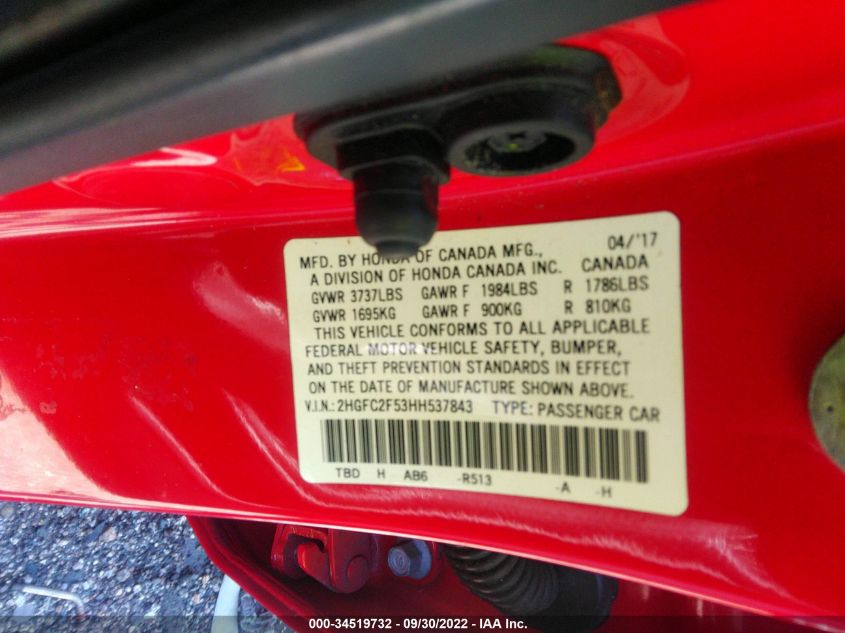 04/'17
MFD. BY HONDA OF CANADA MFG.,
A DIVISION OF HONDA CANADA INC. CANADA
GVWR 3737LBS GAWR F 1984LBS R 1786LBS
GVWR 1695KG GAWR F 900KG R 810KG
THIS VEHICLE CONFORMS TO ALL APPLICABLE
FEDERAL MOTOR VEHICLE SAFETY, BUMPER,
AND THEFT PREVENTION STANDARDS IN EFFECT
ON THE DATE OF MANUFACTURE SHOWN ABOVE.
V.I.N.: 2HGFC2F53HH537843 TYPE: PASSENGER CAR
TBD H AB6 -R513 -A -H
000-34519732 - 09/30/2022 - IAA Inc.